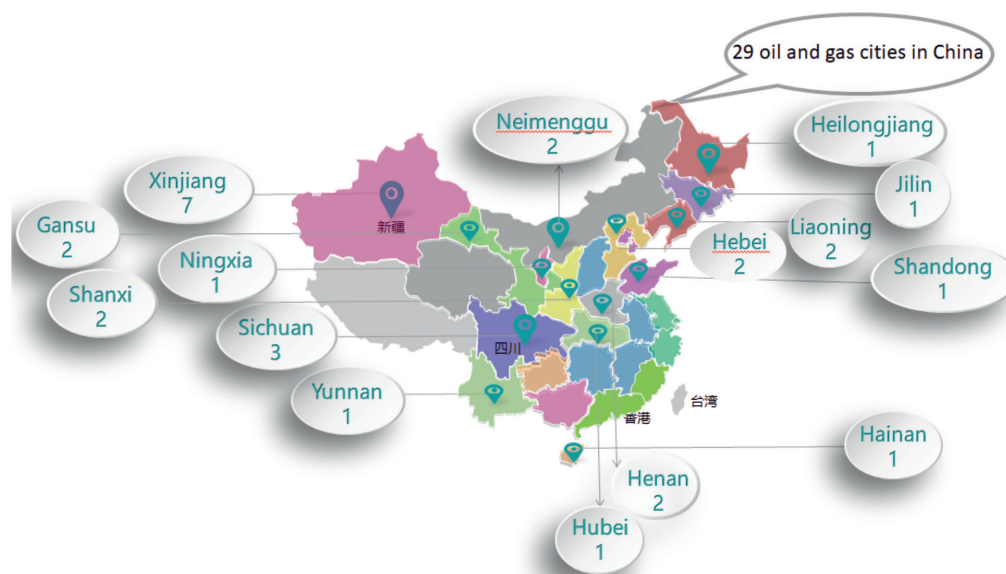 29 oil and gas cities in China
Neimenggu
2
Heilongjiang
1
Xinjiang
7
Jilin
1
Gansu
2
新疆
Liaoning
2
Hebei
2
Ningxia
1
Shandong
1
Shanxi
2
Sichuan
3
四川
Yunnan
1
台湾
香港
Hainan
1
Henan
2
Hubei
1